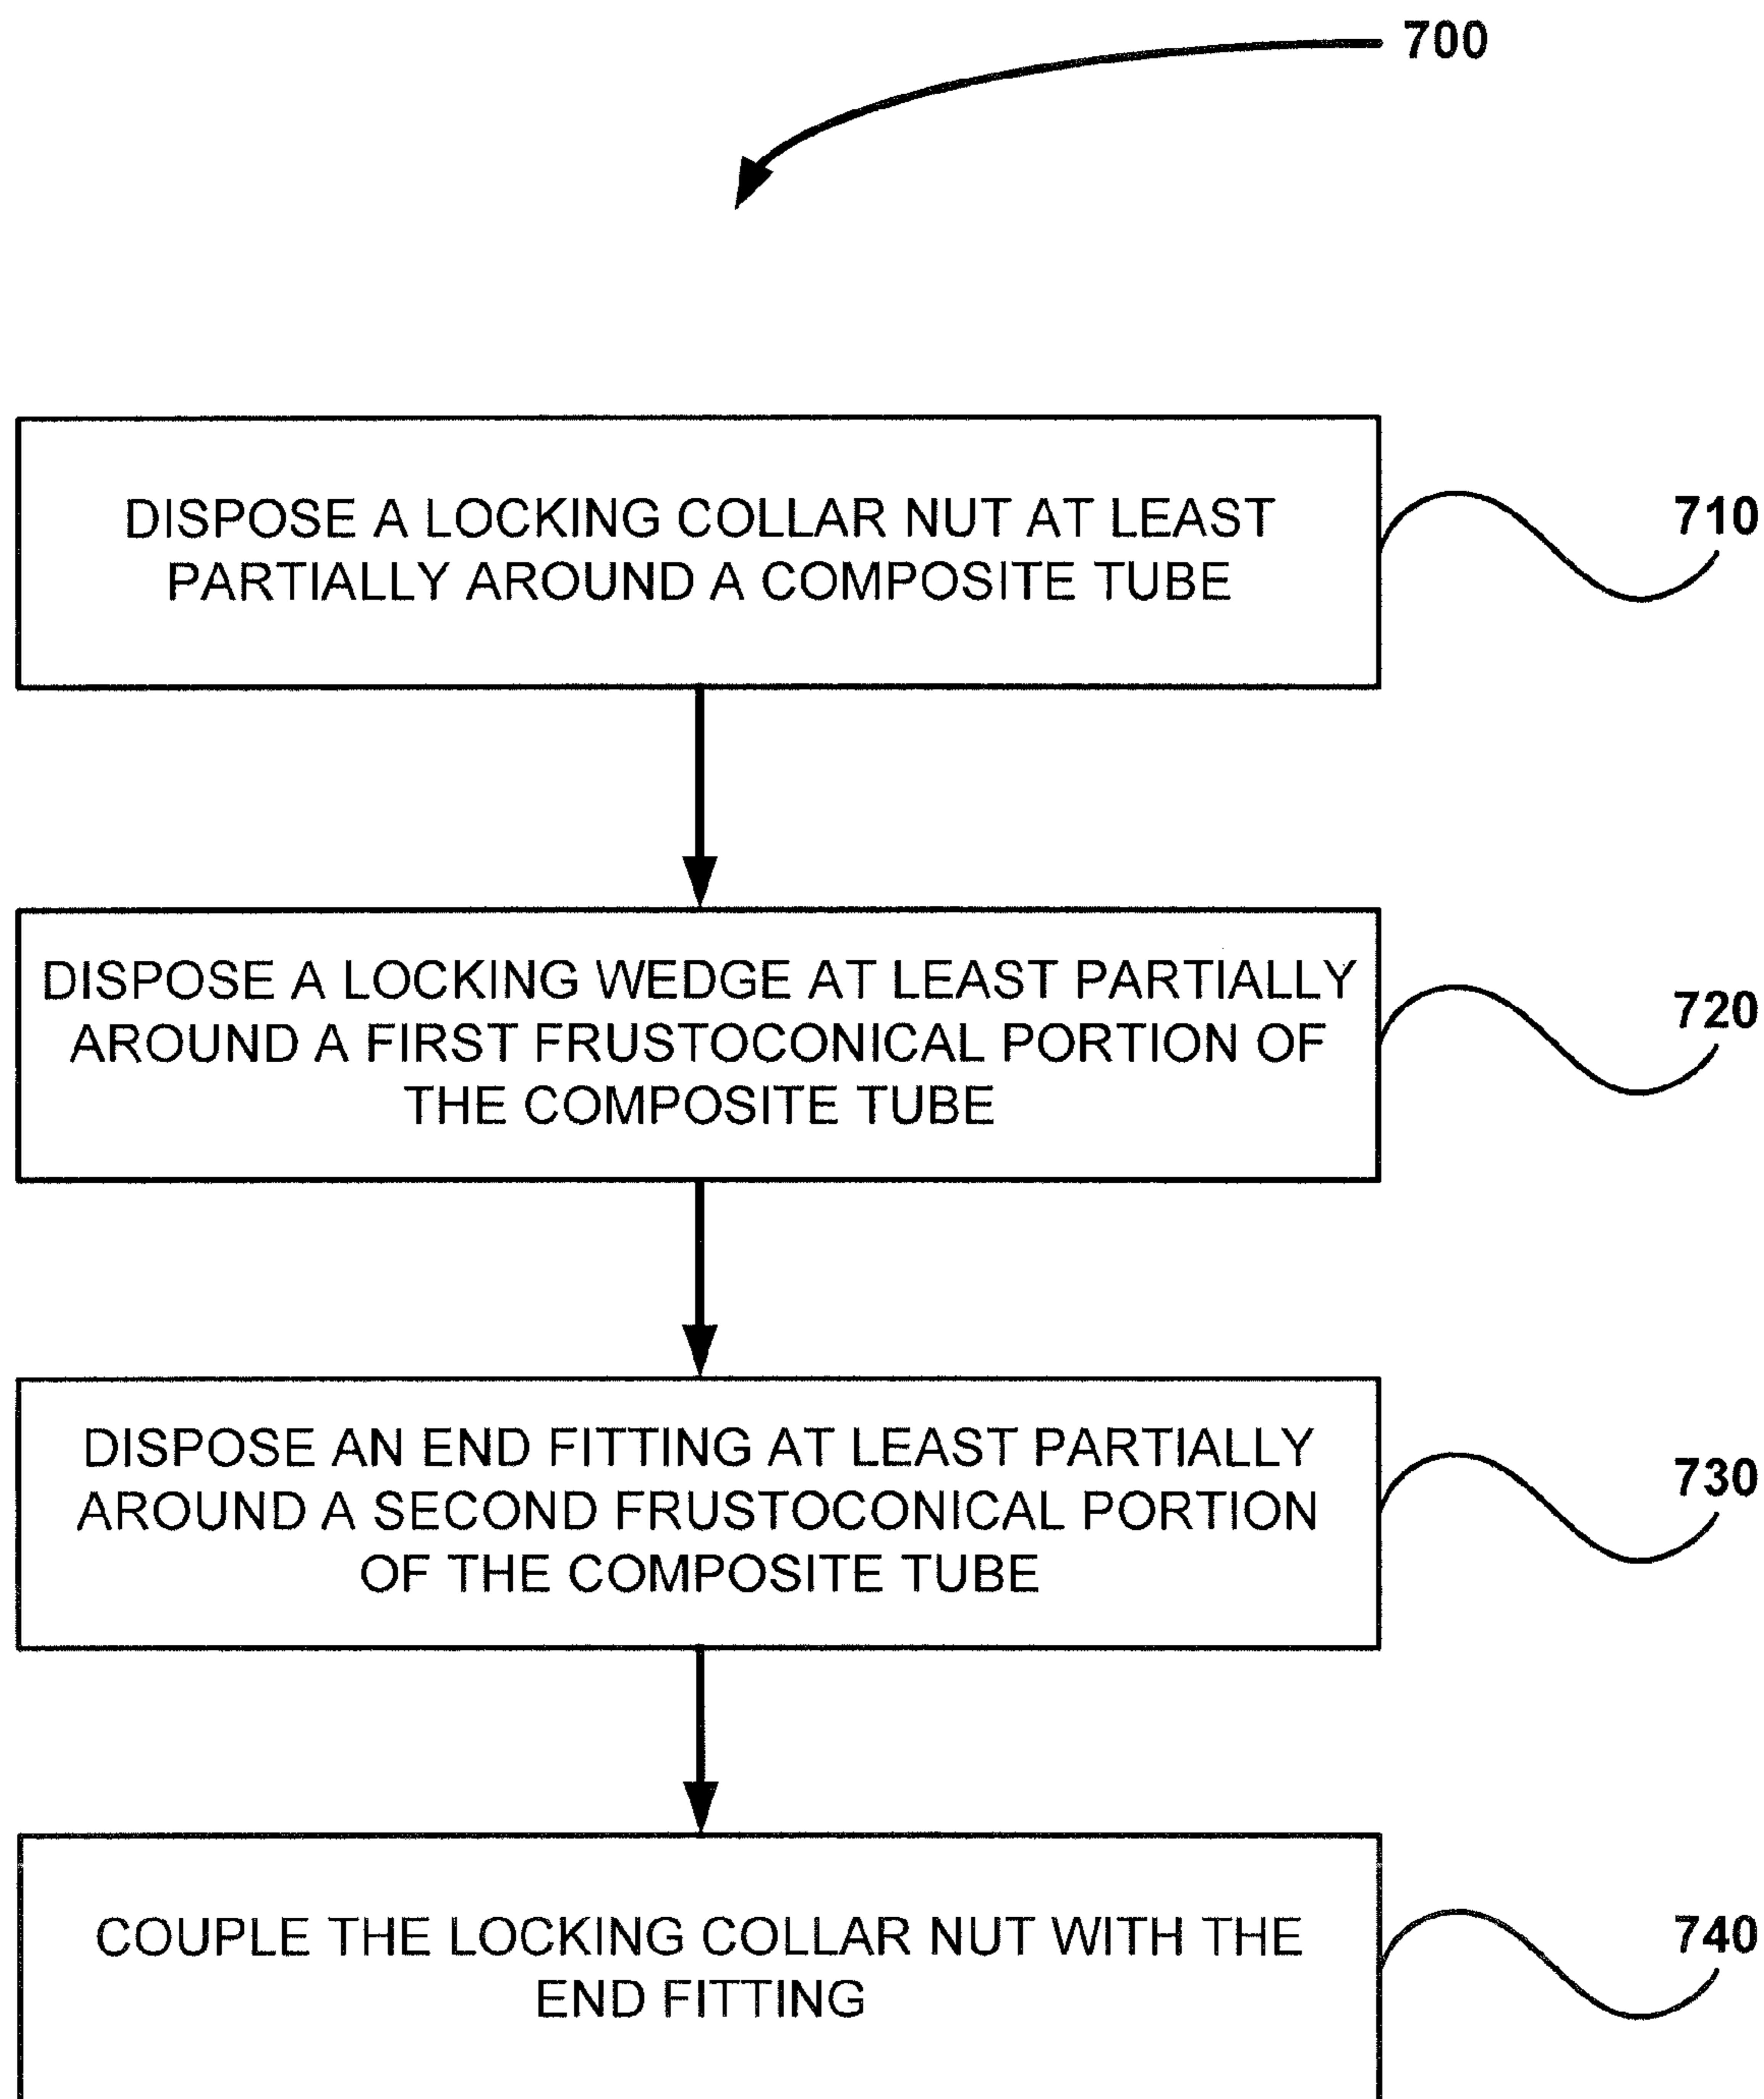 700
DISPOSE A LOCKING COLLAR NUT AT LEAST
PARTIALLY AROUND A COMPOSITE TUBE
710
DISPOSE A LOCKING WEDGE AT LEAST PARTIALLY
AROUND A FIRST FRUSTOCONICAL PORTION OF
THE COMPOSITE TUBE
720
DISPOSE AN END FITTING AT LEAST PARTIALLY
AROUND A SECOND FRUSTOCONICAL PORTION
OF THE COMPOSITE TUBE
730
COUPLE THE LOCKING COLLAR NUT WITH THE
END FITTING
740